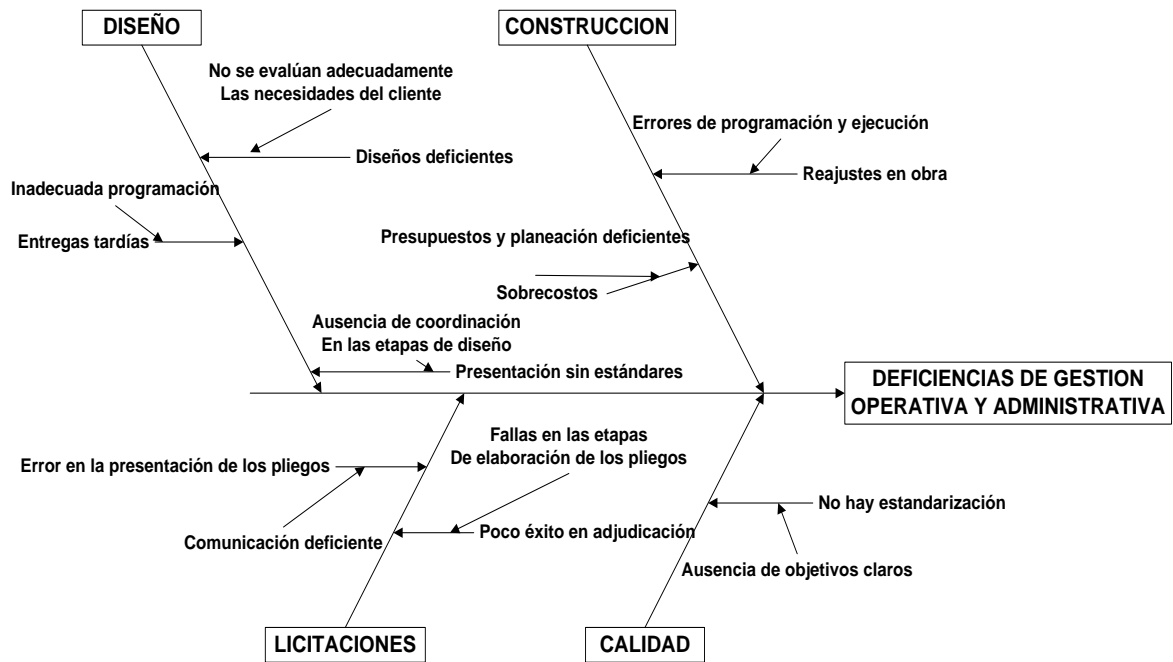 DISEÑO
CONSTRUCCION
No se evalúan adecuadamente
Las necesidades del cliente
Diseños deficientes
Inadecuada programación
Entregas tardías
Ausencia de coordinación
En las etapas de diseño
Presentación sin estándares
Errores de programación y ejecución
Reajustes en obra
Presupuestos y planeación deficientes
Sobrecostos
DEFICIENCIAS DE GESTION
OPERATIVA Y ADMINISTRATIVA
Error en la presentación de los pliegos
Comunicación deficiente
Fallas en las etapas
De elaboración de los pliegos
Poco éxito en adjudicación
No hay estandarización
Ausencia de objetivos claros
LICITACIONES
CALIDAD